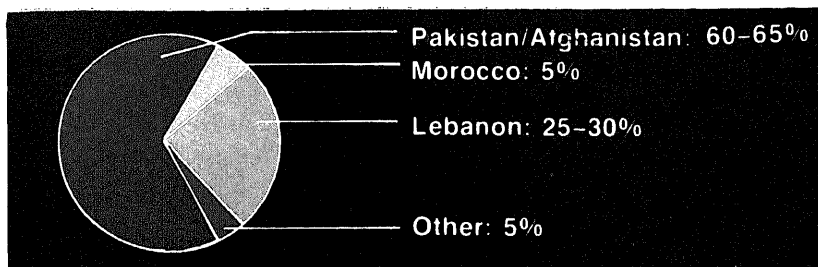 Pakistan/Afghanistan: 60–65%
Morocco: 5%
Lebanon: 25–30%
Other: 5%